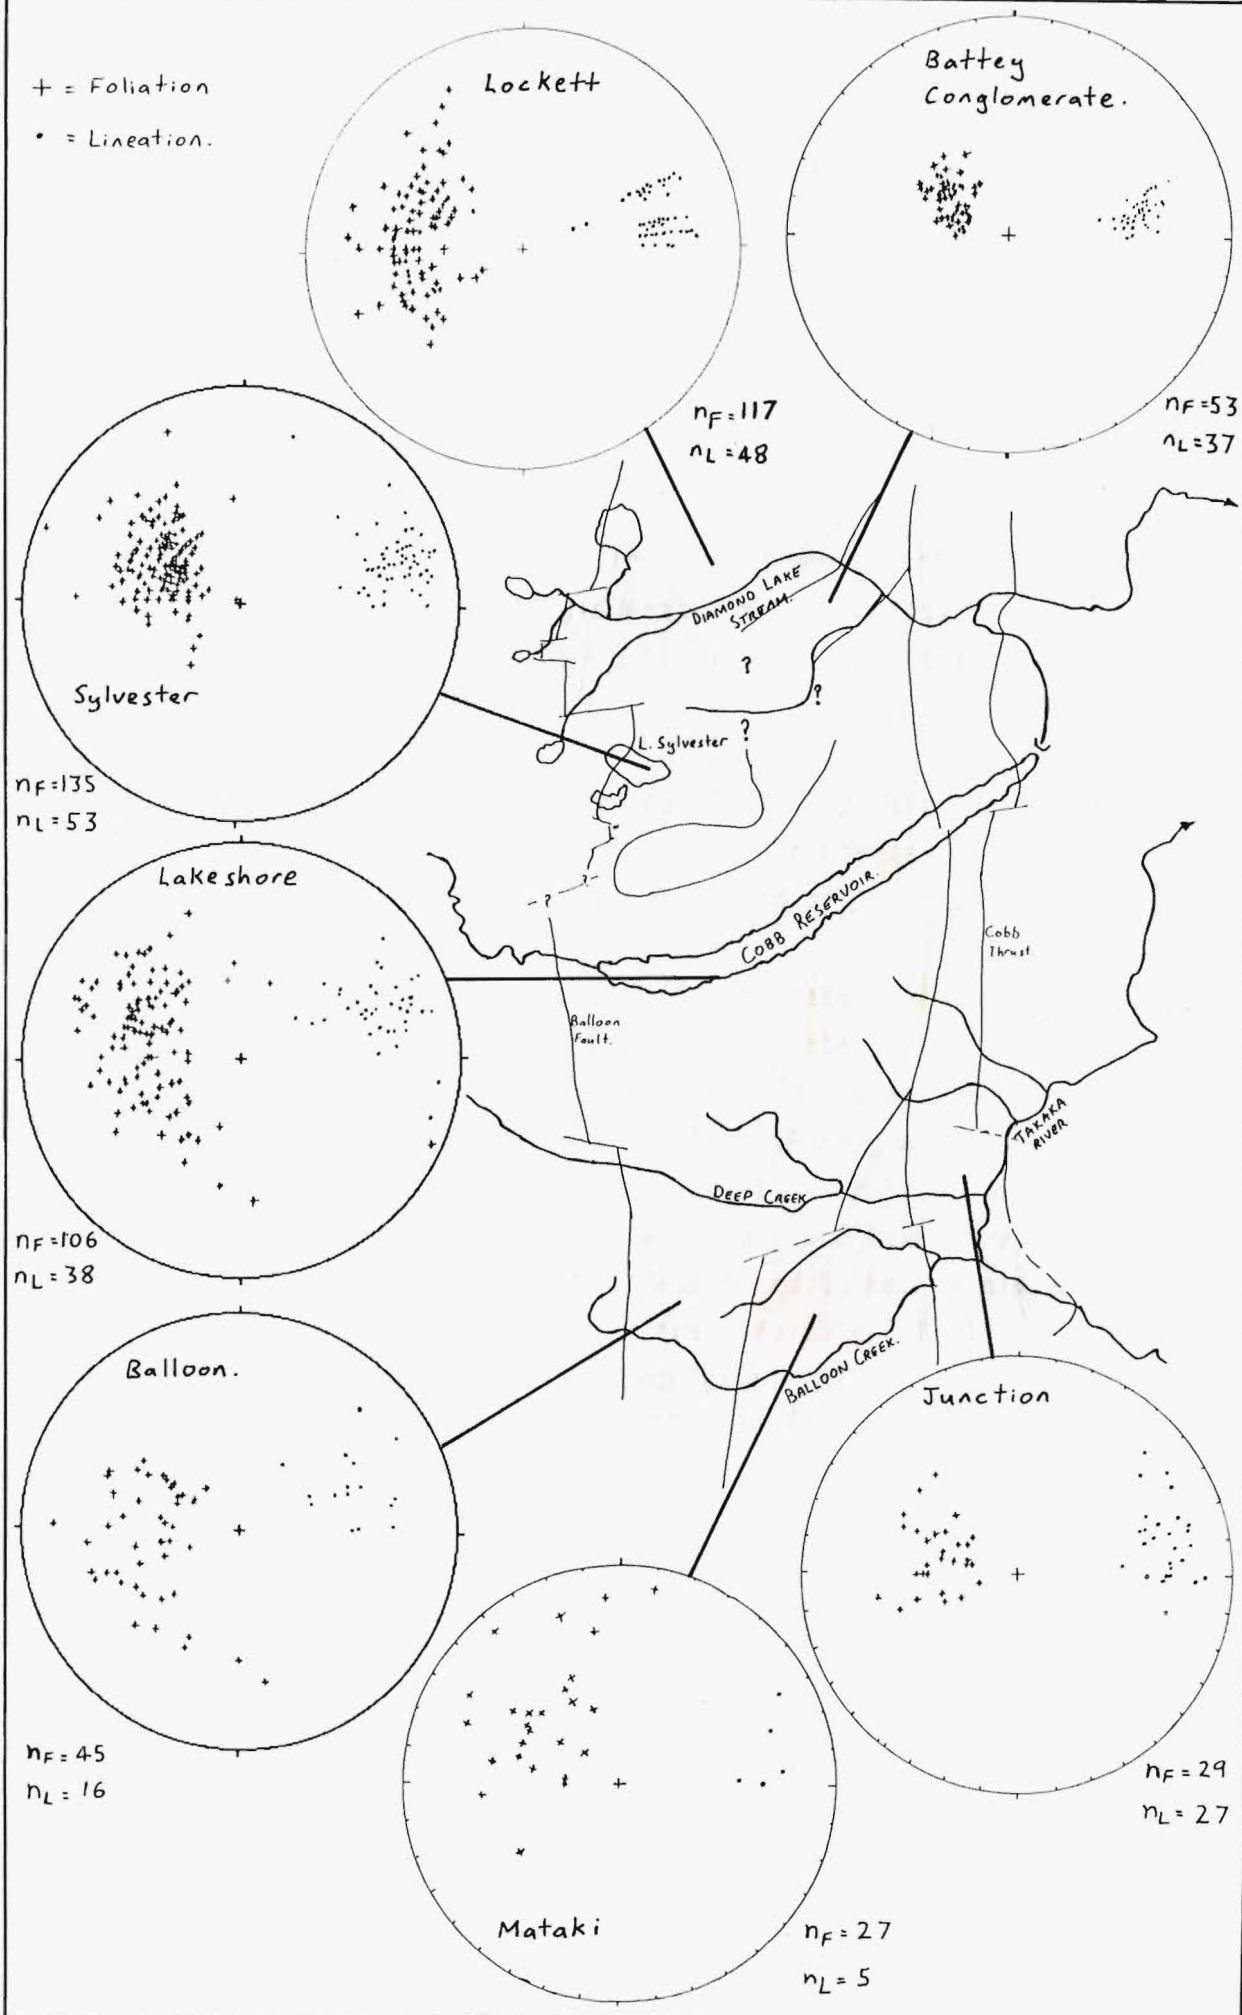 + = Foliation
• = Lineation.
Lockett
Battey
Conglomerate.
nF=117
nL=48
nF=53
nL=37
Sylvester
nF=135
nL=53
DIAMOND LAKE
STREAM.
?
?
?
L. Sylvester
Lakeshore
?
- ? -
COBB RESERVOIR.
Cobb
Thrust
Balloon
Fault.
TAKAKA
RIVER
DEEP CREEK
nF=106
nL=38
Balloon.
BALLOON CREEK.
Junction
nF=45
nL=16
nF=29
nL=27
Mataki
nF=27
nL=5